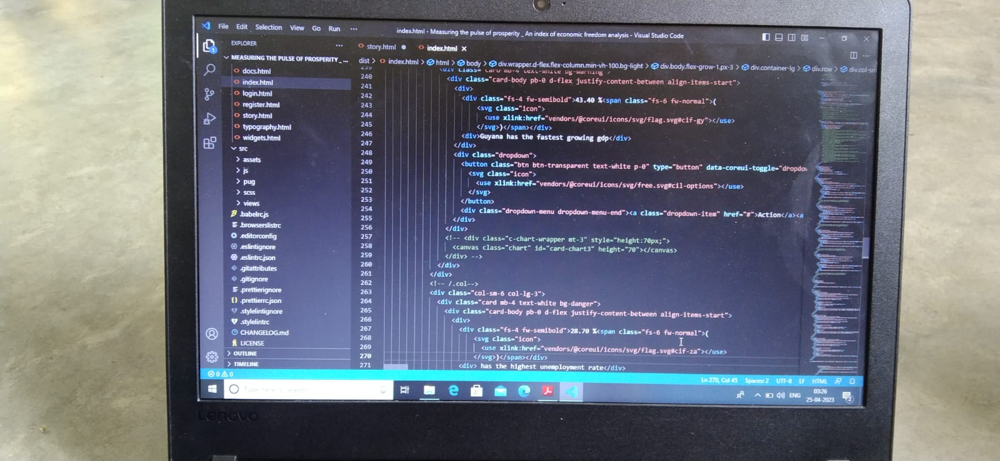 File Edit Selection View Go Run ...
index.html - Measuring the pulse of prosperity _ An index of economic freedom analysis - Visual Studio Code
EXPLORER ...
story.html
index.html
MEASURING THE PULSE OF PROSPERITY _ ...
docs.html
index.html
login.html
register.html
story.html
typography.html
widgets.html
src
assets
js
pug
scss
views
.babelrc.js
.browserslistrc
.editorconfig
.eslintignore
.eslintrc.json
.gitattributes
.gitignore
.prettierignore
.prettierrc.json
.stylelintignore
.stylelintrc
CHANGELOG.md
LICENSE
OUTLINE
TIMELINE
dist > index.html > html > body > div.wrapper.d-flex.flex-column.min-vh-100.bg-light > div.body.flex-grow-1.px-3 > div.container-lg > div.row > div.col-sm
239 <div class="card mb-4 text-white bg-warning">
240 <div class="card-body pb-0 d-flex justify-content-between align-items-start">
241 <div>
242 <div class="fs-4 fw-semibold">43.40 %<span class="fs-6 fw-normal">(
243 <svg class="icon">
244 <use xlink:href="vendors/@coreui/icons/svg/flag.svg#cif-gy"></use>
245 </svg>)</span></div>
246 <div>Guyana has the fastest growing gdp</div>
247 </div>
248 <div class="dropdown">
249 <button class="btn btn-transparent text-white p-0" type="button" data-coreui-toggle="dropdo
250 <svg class="icon">
251 <use xlink:href="vendors/@coreui/icons/svg/free.svg#cil-options"></use>
252 </svg>
253 </button>
254 <div class="dropdown-menu dropdown-menu-end"><a class="dropdown-item" href="#">Action</a><a
255 </div>
256 </div>
257 <!-- <div class="c-chart-wrapper mt-3" style="height:70px;">
258 <canvas class="chart" id="card-chart3" height="70"></canvas>
259 </div> -->
260 </div>
261 </div>
262 <!-- /.col-->
263 <div class="col-sm-6 col-lg-3">
264 <div class="card mb-4 text-white bg-danger">
265 <div class="card-body pb-0 d-flex justify-content-between align-items-start">
266 <div>
267 <div class="fs-4 fw-semibold">28.70 %<span class="fs-6 fw-normal">(
268 <svg class="icon">
269 <use xlink:href="vendors/@coreui/icons/svg/flag.svg#cif-za"></use>
270 </svg>)</span></div>
271 <div> has the highest unemployment rate</div>
0 0
Ln 270, Col 45 Spaces: 2 UTF-8 LF HTML
Type here to search
ENG
03:26
25-04-2023
2
Lenovo